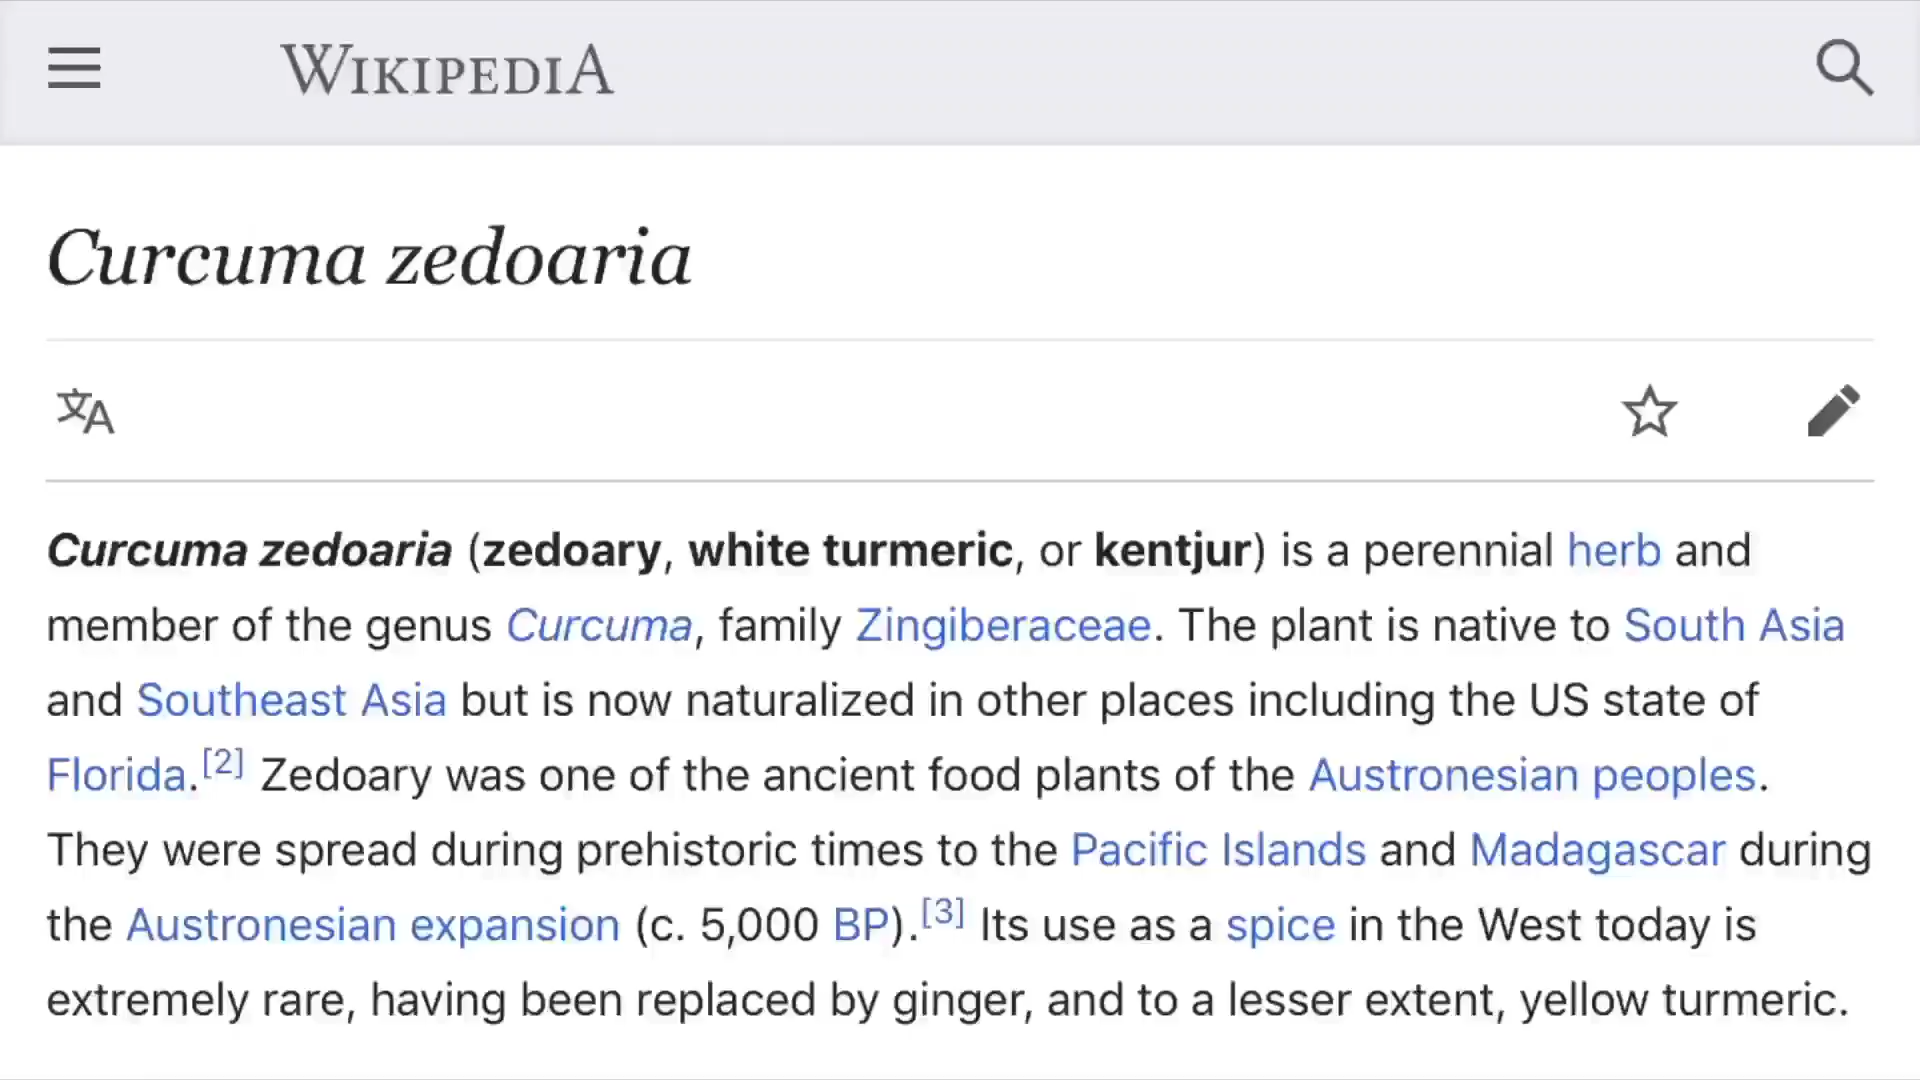 WIKIPEDIA
Curcuma zedoaria
文A
Curcuma zedoaria (zedoary, white turmeric, or kentjur) is a perennial herb and
member of the genus Curcuma, family Zingiberaceae. The plant is native to South Asia
and Southeast Asia but is now naturalized in other places including the US state of
Florida.[2] Zedoary was one of the ancient food plants of the Austronesian peoples.
They were spread during prehistoric times to the Pacific Islands and Madagascar during
the Austronesian expansion (c. 5,000 BP).[3] Its use as a spice in the West today is
extremely rare, having been replaced by ginger, and to a lesser extent, yellow turmeric.